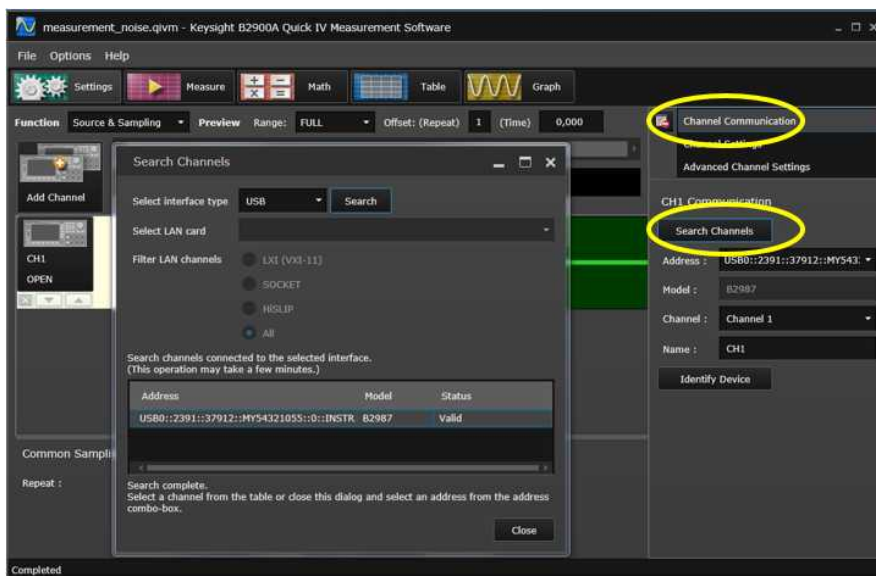 measurement_noise.qivm - Keysight B2900A Quick IV Measurement Software
File Options Help
Settings Measure Math Table Graph
Function Source & Sampling Preview Range: FULL Offset: (Repeat) 1 (Time) 0,000
Channel Communication
Channel Settings
Advanced Channel Settings
Add Channel
CH1
OPEN
Search Channels
Select interface type USB Search
Select LAN card
Filter LAN channels LXI (VXI-11)
SOCKET
HiSLIP
All
Search channels connected to the selected interface.
(This operation may take a few minutes.)
Address Model Status
USB0::2391::37912::MY54321055::0::INSTR B2987 Valid
Search complete.
Select a channel from the table or close this dialog and select an address from the address
combo-box.
Close
CH1 Communication
Search Channels
Address : USB0::2391::37912::MY543
Model : B2987
Channel : Channel 1
Name : CH1
Identify Device
Common Sampli
Repeat :
Completed